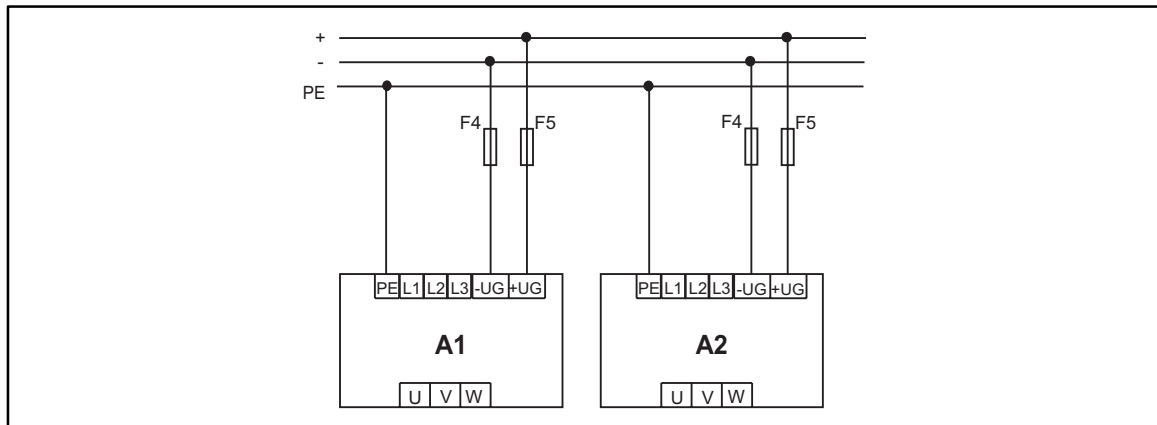 +
-
PE
F4 F5 F4 F5
PE L1 L2 L3 -UG +UG PE L1 L2 L3 -UG +UG
A1 A2
U V W U V W